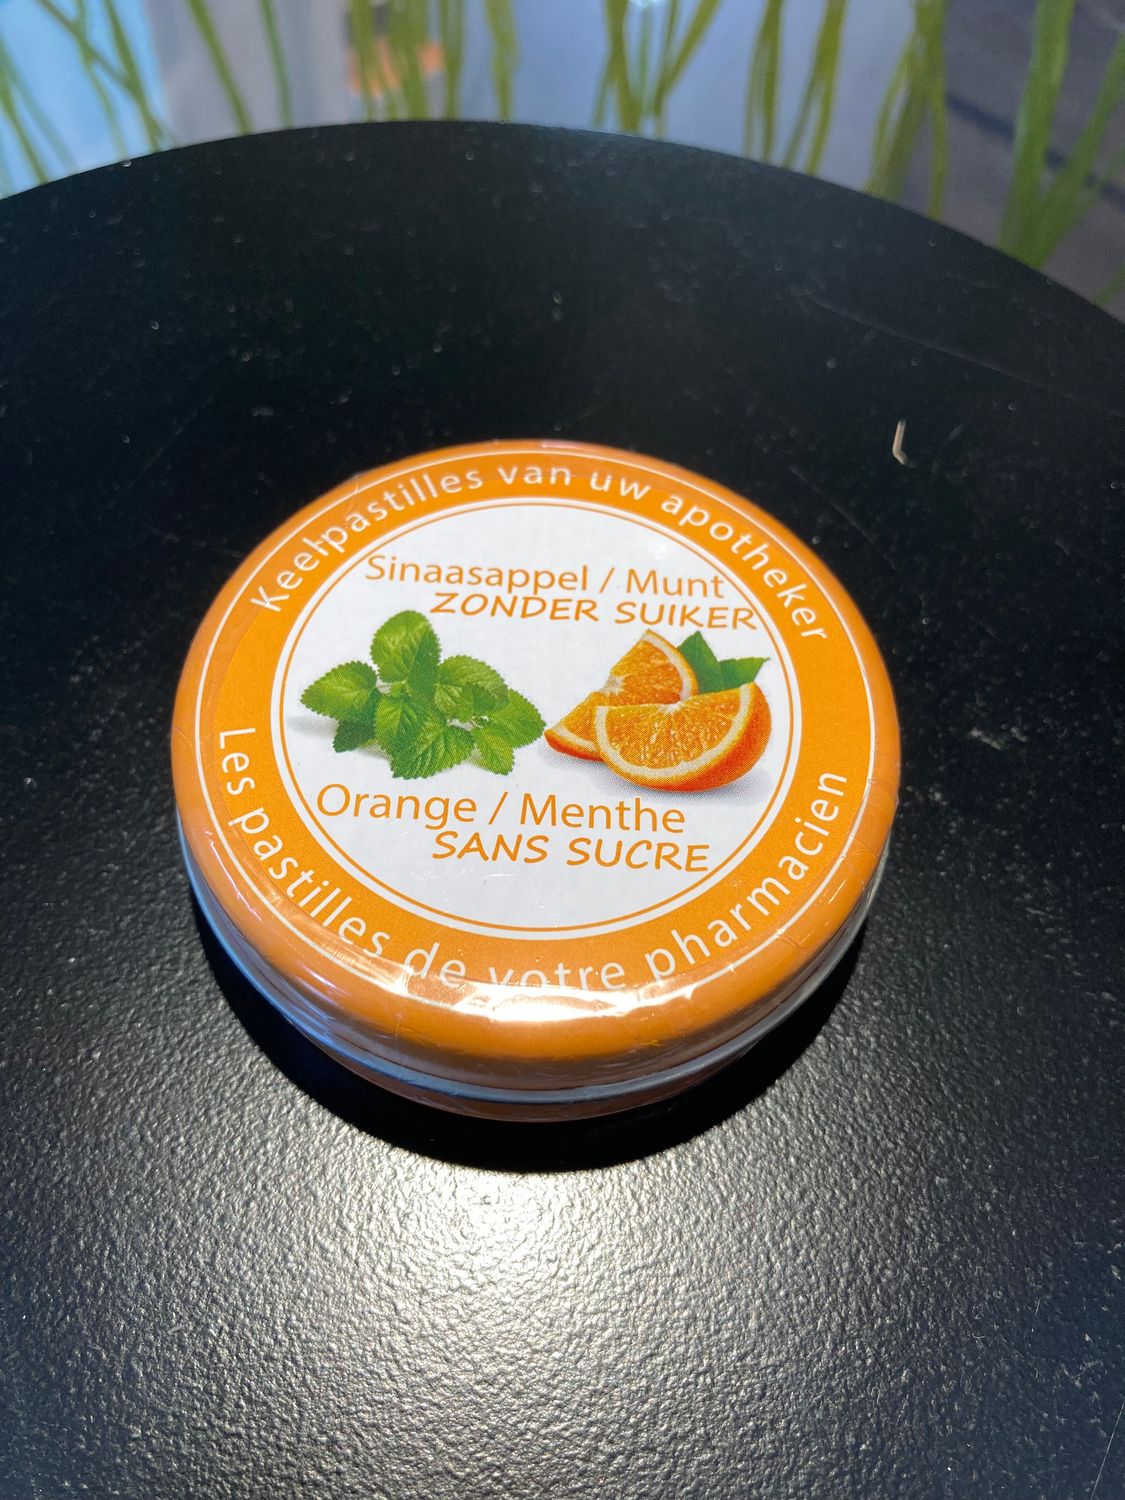 Keelpastilles van uw apotheker
Sinaasappel / Munt
ZONDER SUIKER
Orange / Menthe
SANS SUCRE
Les pastilles de votre pharmacien